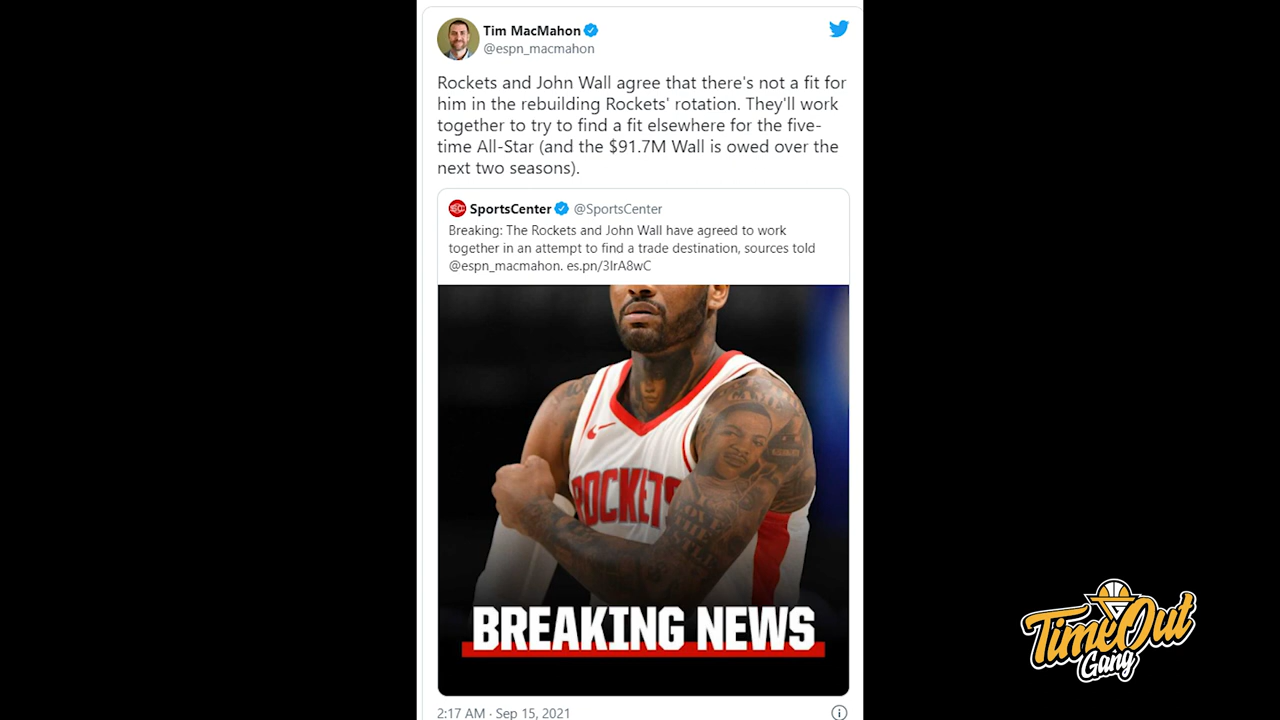 Tim MacMahon
@espn_macmahon
Rockets and John Wall agree that there's not a fit for
him in the rebuilding Rockets' rotation. They'll work
together to try to find a fit elsewhere for the five-
time All-Star (and the $91.7M Wall is owed over the
next two seasons).
SportsCenter @SportsCenter
Breaking: The Rockets and John Wall have agreed to work
together in an attempt to find a trade destination, sources told
@espn_macmahon. es.pn/3IrA8wC
ROCKETS
BREAKING NEWS
2:17 AM · Sep 15, 2021
TimeOut
Gang